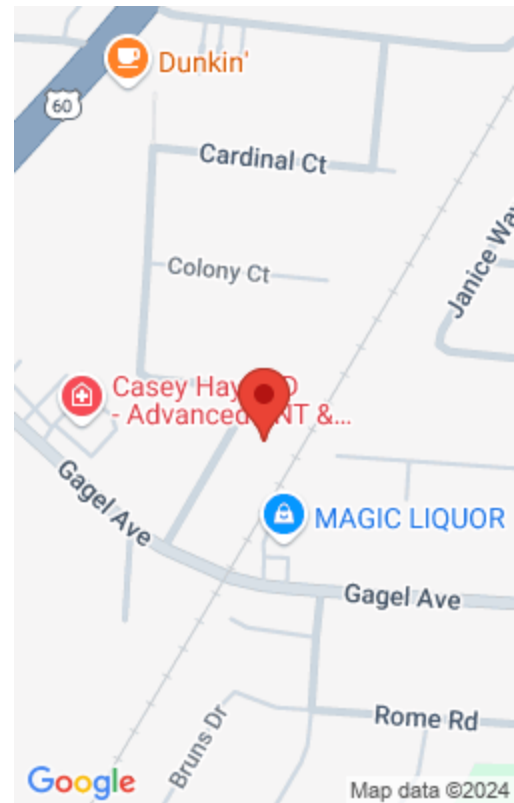 Dunkin'
60
Cardinal Ct
Janice Way
Colony Ct
Casey Hay D
- Advanced NT &...
Gagel Ave
MAGIC LIQUOR
Gagel Ave
Rome Rd
Bruns Dr
Google
Map data ©2024